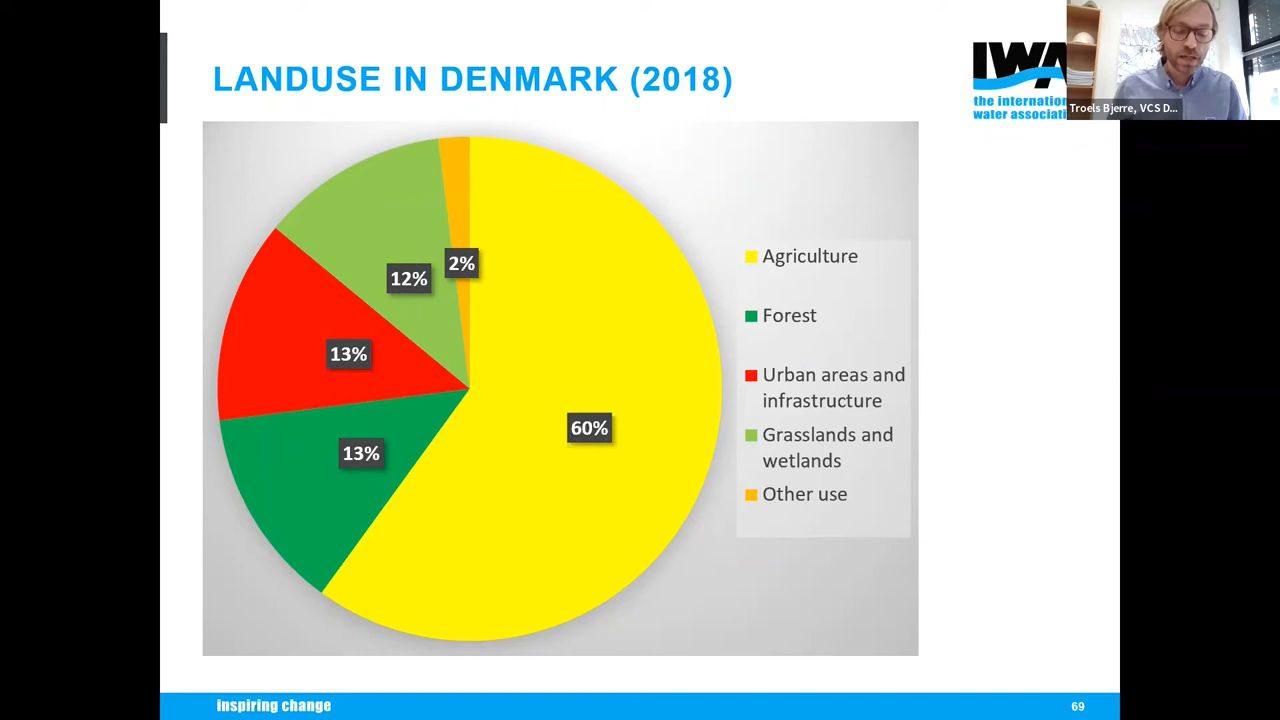 LANDUSE IN DENMARK (2018)
IWA
the internation
water associati
Troels Bjerre, VCS D...
2%
12%
13%
13%
60%
Agriculture
Forest
Urban areas and
infrastructure
Grasslands and
wetlands
Other use
inspiring change
69